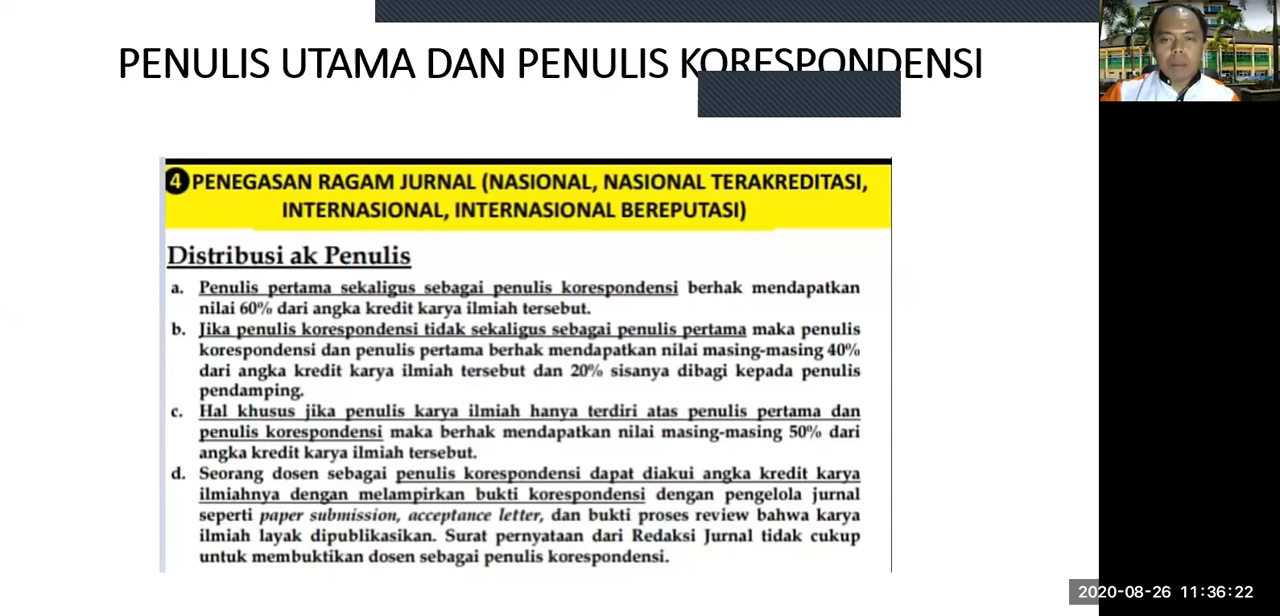 PENULIS UTAMA DAN PENULIS KORESPONDENSI
4 PENEGASAN RAGAM JURNAL (NASIONAL, NASIONAL TERAKREDITASI,
INTERNASIONAL, INTERNASIONAL BEREPUTASI)
Distribusi ak Penulis
a. Penulis pertama sekaligus sebagai penulis korespondensi berhak mendapatkan
nilai 60% dari angka kredit karya ilmiah tersebut.
b. Jika penulis korespondensi tidak sekaligus sebagai penulis pertama maka penulis
korespondensi dan penulis pertama berhak mendapatkan nilai masing-masing 40%
dari angka kredit karya ilmiah tersebut dan 20% sisanya dibagi kepada penulis
pendamping.
c. Hal khusus jika penulis karya ilmiah hanya terdiri atas penulis pertama dan
penulis korespondensi maka berhak mendapatkan nilai masing-masing 50% dari
angka kredit karya ilmiah tersebut.
d. Seorang dosen sebagai penulis korespondensi dapat diakui angka kredit karya
ilmiahnya dengan melampirkan bukti korespondensi dengan pengelola jurnal
seperti paper submission, acceptance letter, dan bukti proses review bahwa karya
ilmiah layak dipublikasikan. Surat pernyataan dari Redaksi Jurnal tidak cukup
untuk membuktikan dosen sebagai penulis korespondensi.
2020-08-26 11:36:22